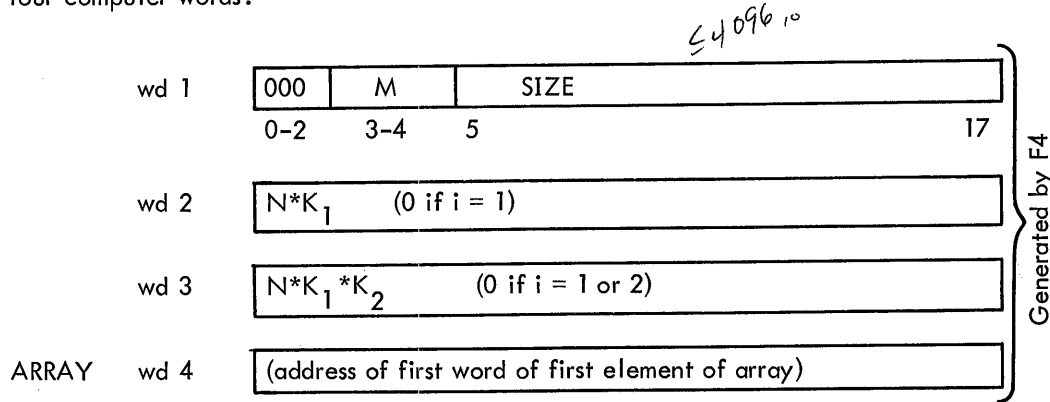 four computer words:
≤4096₁₀
wd 1 000 M SIZE
0-2 3-4 5 17
wd 2 N*K₁ (0 if i = 1)
wd 3 N*K₁*K₂ (0 if i = 1 or 2)
ARRAY wd 4 (address of first word of first element of array)
Generated by F4